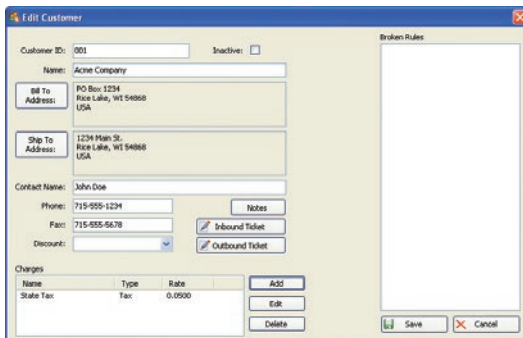 Edit Customer
Customer ID: 001 Inactive:
Name: Acme Company
Bill To Address:
PO Box 1234
Rice Lake, WI 54868
USA
Ship To Address:
1234 Main St.
Rice Lake, WI 54868
USA
Contact Name: John Doe
Phone: 715-555-1234 Notes
Fax: 715-555-5678 Inbound Ticket
Discount: Outbound Ticket
Charges
Name Type Rate
State Tax Tax 0.0500
Add
Edit
Delete
Broken Rules
Save Cancel